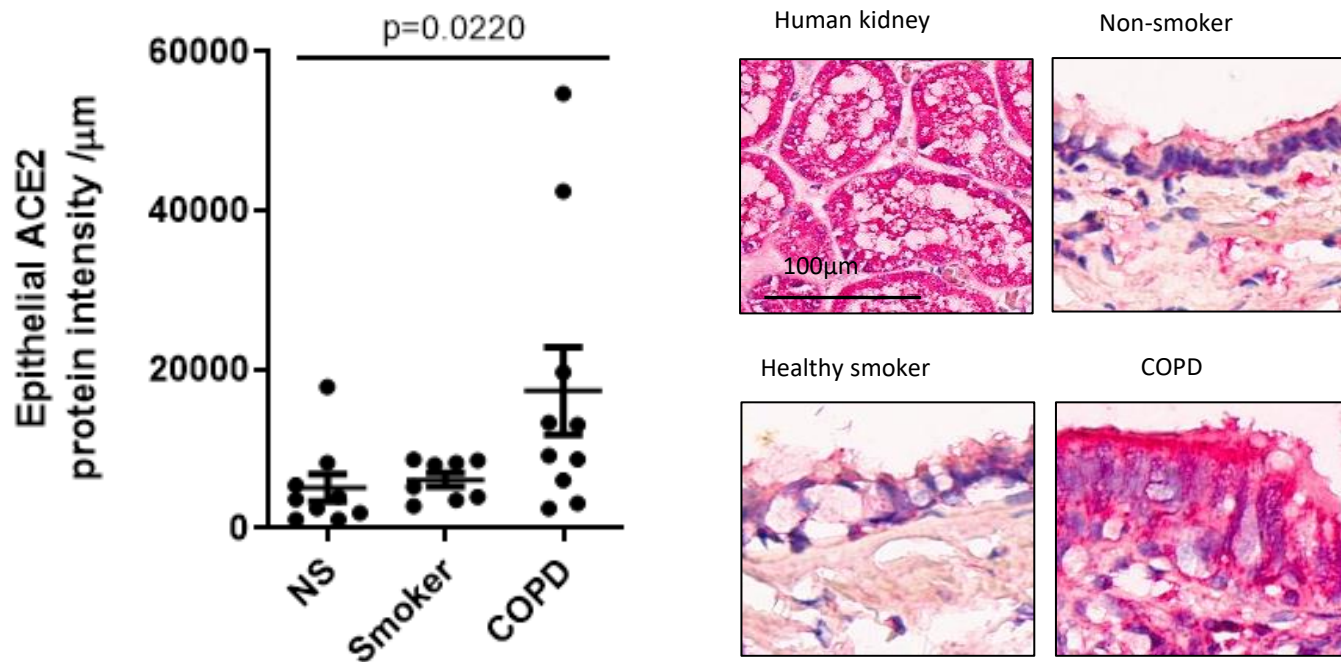 p=0.0220
60000
40000
20000
0
Epithelial ACE2
protein intensity /μm
NS
Smoker
COPD
Human kidney
Non-smoker
100μm
Healthy smoker
COPD